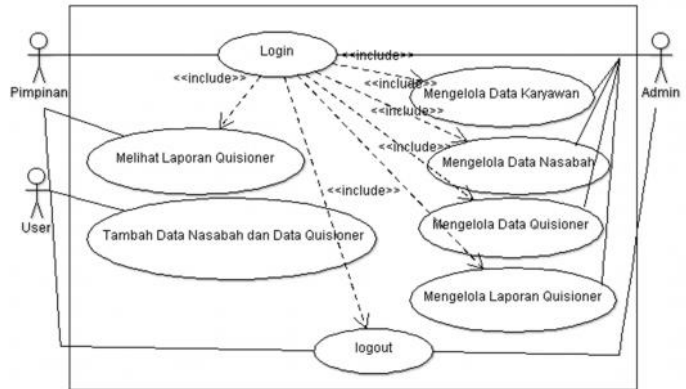 Login
<<include>>
<<include>>
Pimpinan
<<include>>
Mengelola Data Karyawan
Admin
<<include>>
<<include>>
Melihat Laporan Quisioner
Mengelola Data Nasabah
<<include>>
User
Tambah Data Nasabah dan Data Quisioner
Mengelola Data Quisioner
Mengelola Laporan Quisioner
logout